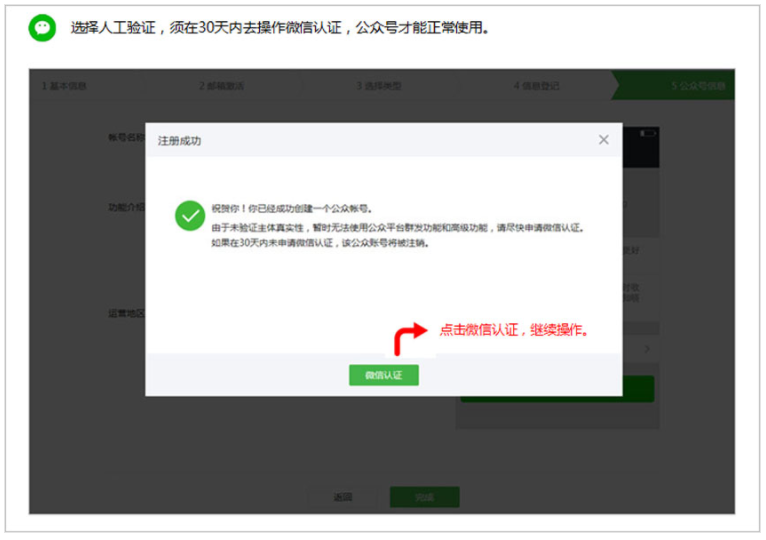 选择人工验证，须在30天内去操作微信认证，公众号才能正常使用。
1 基本信息
2 邮箱激活
3 选择类型
4 信息登记
5 公众号信息
帐号名称
注册成功
功能介绍
祝贺你！你已经成功创建一个公众帐号。
由于未验证主体真实性，暂时无法使用公众平台群发功能和高级功能，请尽快申请微信认证。
如果在30天内未申请微信认证，该公众账号将被注销。
运营地区
点击微信认证，继续操作。
微信认证
返回
完成